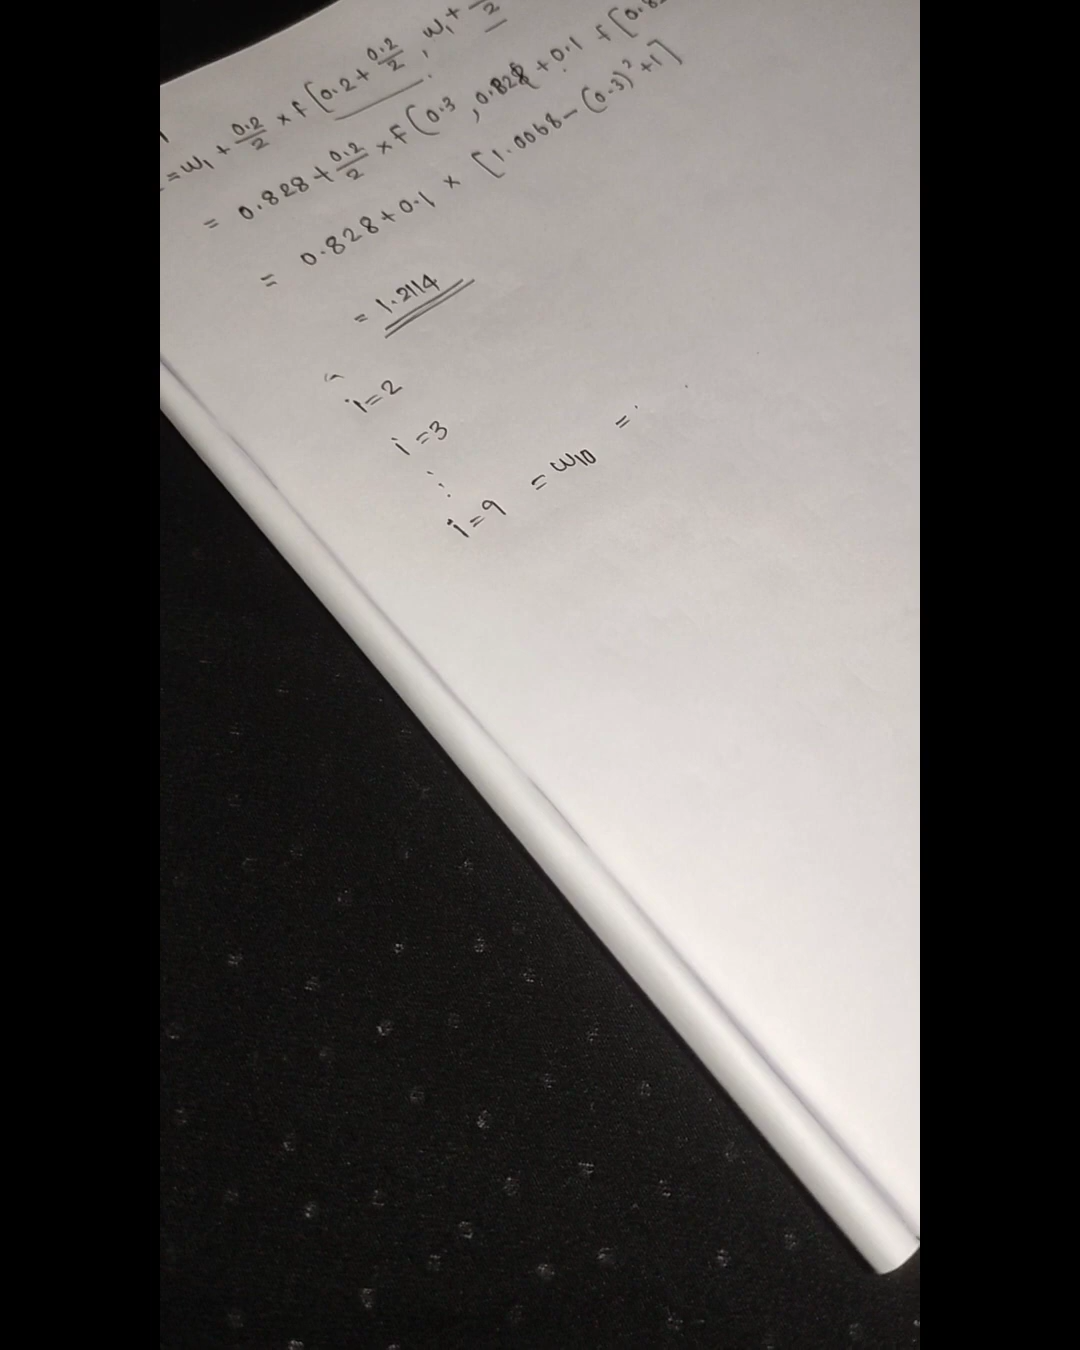 = w₁ + 0.2/2 × f [0.2 + 0.2/2 , w₁ +
= 0.828 + 0.2/2 × f (0.3 , 0.828 + 0.1 f [0.8
= 0.828 + 0.1 × [1.0068 - (0.3)² + 1]
= 1.2114
i = 2
i = 3
⋮
i = 9 = w₁₀ =